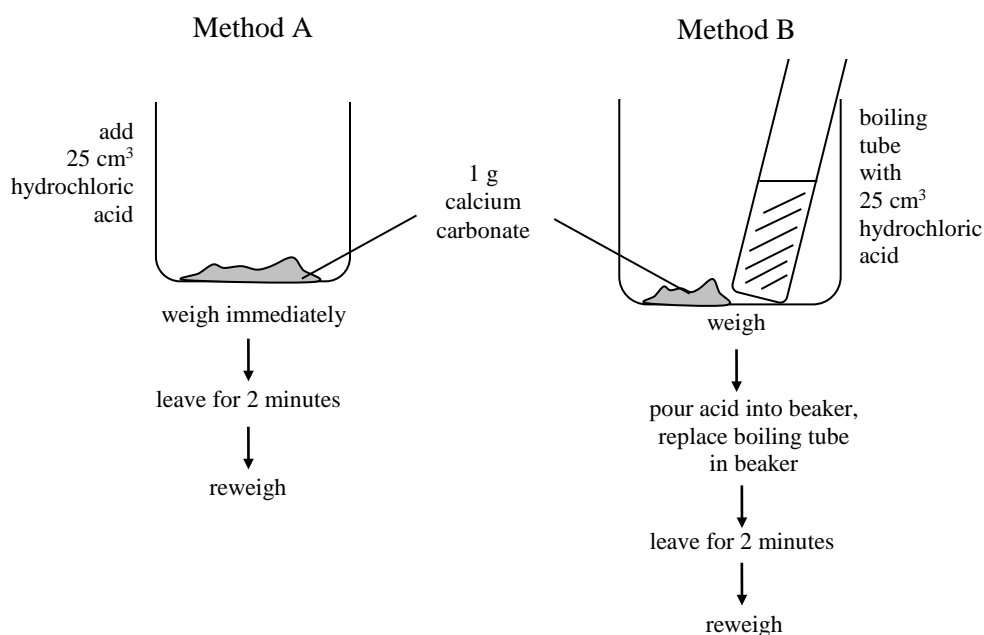 Method A
add
25 cm³
hydrochloric
acid
weigh immediately
leave for 2 minutes
reweigh
1 g
calcium
carbonate
Method B
boiling
tube
with
25 cm³
hydrochloric
acid
weigh
pour acid into beaker,
replace boiling tube
in beaker
leave for 2 minutes
reweigh